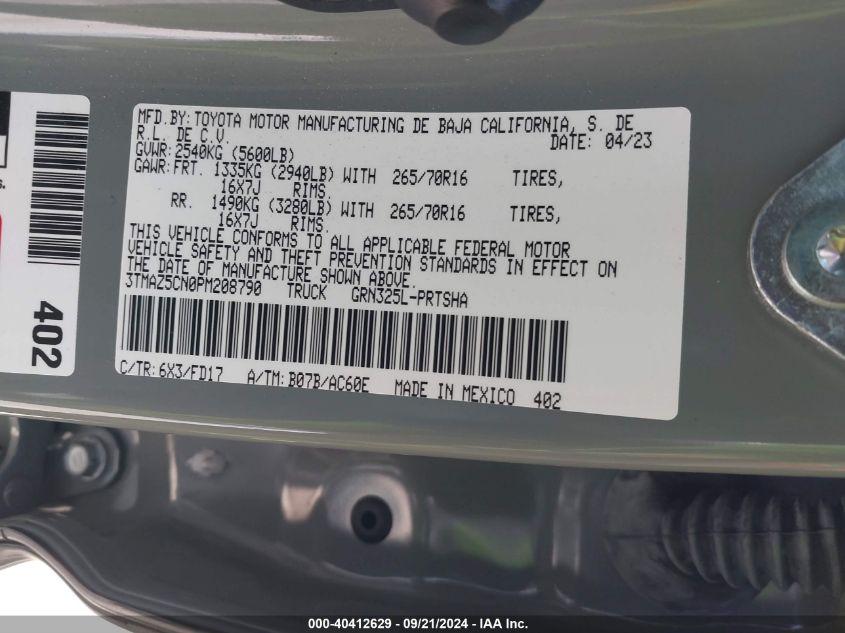 MFD.BY: TOYOTA MOTOR MANUFACTURING DE BAJA CALIFORNIA, S. DE
R.L. DE C.V. DATE: 04/23
GVWR: 2540KG (5600LB)
GAWR: FRT. 1335KG (2940LB) WITH 265/70R16 TIRES,
16X7J RIMS.
RR. 1490KG (3280LB) WITH 265/70R16 TIRES,
16X7J RIMS.
THIS VEHICLE CONFORMS TO ALL APPLICABLE FEDERAL MOTOR
VEHICLE SAFETY AND THEFT PREVENTION STANDARDS IN EFFECT ON
THE DATE OF MANUFACTURE SHOWN ABOVE.
3TMAZ5CN0PM208790 TRUCK GRN325L-PRTSHA
C/TR: 6X3/FD17 A/TM: B07B/AC60E MADE IN MEXICO 402
402
000-40412629 - 09/21/2024 - IAA Inc.